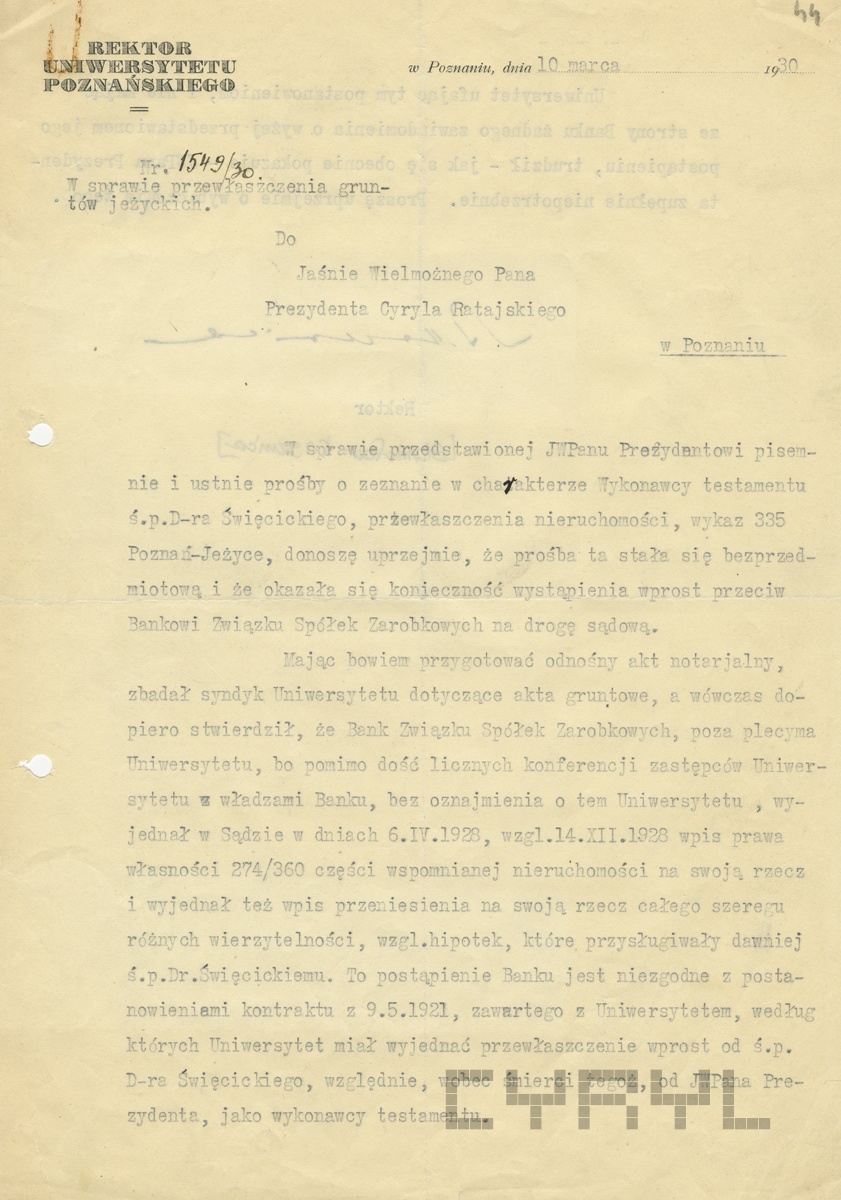 44
REKTOR
UNIWERSYTETU
POZNAŃSKIEGO
w Poznaniu, dnia 10 marca 1930
Nr. 1549/30.
W sprawie przewłaszczenia grun-
tów jeżyckich.
Do
Jaśnie Wielmożnego Pana
Prezydenta Cyryla Ratajskiego
w Poznaniu
W sprawie przedstawionej JWPanu Prezydentowi pisem-
nie i ustnie prośby o zeznanie w charakterze Wykonawcy testamentu
ś.p.D-ra Święcickiego, przewłaszczenia nieruchomości, wykaz 335
Poznań-Jeżyce, donoszę uprzejmie, że prośba ta stała się bezprzed-
miotową i że okazała się konieczność wystąpienia wprost przeciw
Bankowi Związku Spółek Zarobkowych na drogę sądową.
Mając bowiem przygotować odnośny akt notarjalny,
zbadał syndyk Uniwersytetu dotyczące akta gruntowe, a wówczas do-
piero stwierdził, że Bank Związku Spółek Zarobkowych, poza plecyma
Uniwersytetu, bo pomimo dość licznych konferencji zastępców Uniwer-
sytetu z władzami Banku, bez oznajmienia o tem Uniwersytetu , wy-
jednał w Sądzie w dniach 6.IV.1928, wzgl.14.XII.1928 wpis prawa
własności 274/360 części wspomnianej nieruchomości na swoją rzecz
i wyjednał też wpis przeniesienia na swoją rzecz całego szeregu
różnych wierzytelności, wzgl.hipotek, które przysługiwały dawniej
ś.p.Dr.Święcickiemu. To postąpienie Banku jest niezgodne z posta-
nowieniami kontraktu z 9.5.1921, zawartego z Uniwersytetem, według
których Uniwersytet miał wyjednać przewłaszczenie wprost od ś.p.
D-ra Święcickiego, względnie, wobec śmierci tegoż, od JWPana Pre-
zydenta, jako wykonawcy testamentu.
CYRYL